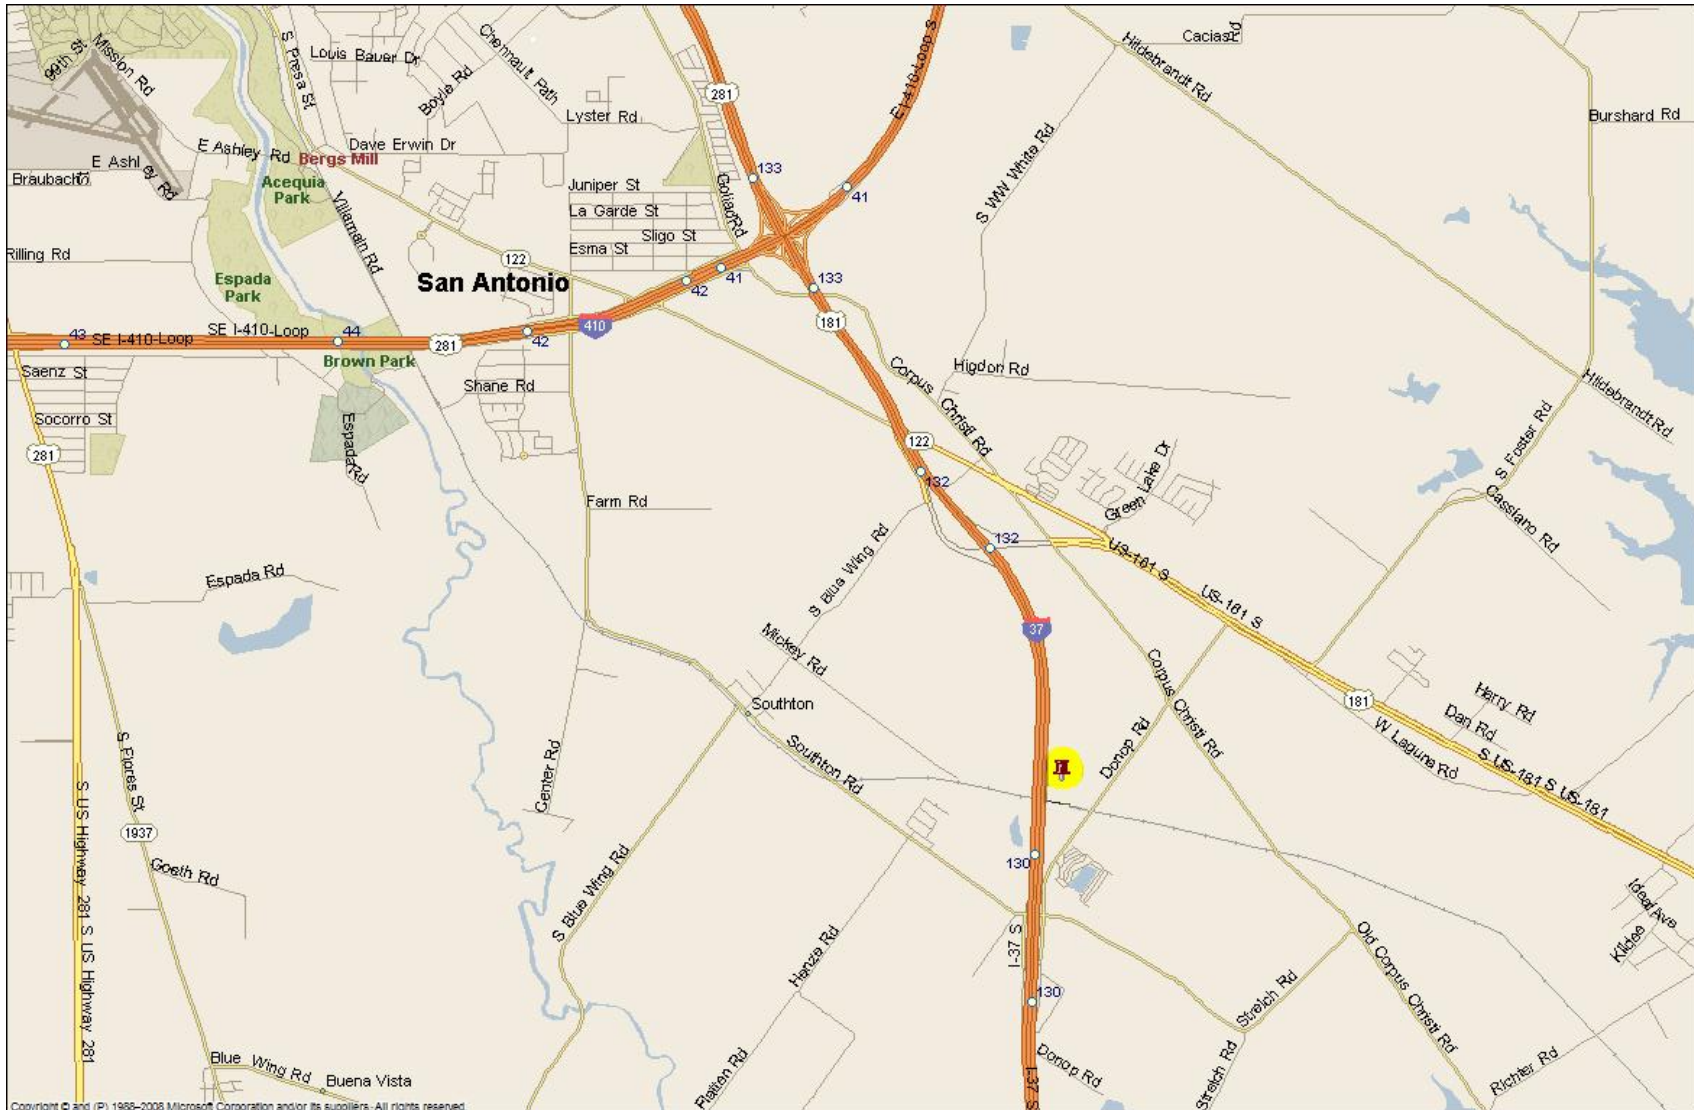 Cacias Rd
Hildebrandt Rd
99th St
Mission Rd
S Presa St
Louis Bauer Dr
Boyle Rd
Chennault Path
281
E I-410-Loop S
Burshard Rd
Lyster Rd
E Ashley Rd
Bergs Mill
Dave Erwin Dr
E Ashley Rd
Braubach St
Acequia
Park
Villamain Rd
Juniper St
La Garde St
Sligo St
Esma St
Goliad Rd
133
41
S WW White Rd
Rilling Rd
122
Espada
Park
San Antonio
42
41
133
181
43
SE I-410-Loop
SE I-410-Loop
44
281
42
410
Brown Park
Saenz St
Shane Rd
Corpus Christi Rd
Higdon Rd
Hildebrandt Rd
Socorro St
Espada Rd
281
122
132
Green Lake Dr
S Foster Rd
Cassiano Rd
Farm Rd
S Blue Wing Rd
132
US-181 S
US-181 S
Espada Rd
37
Mickey Rd
Corpus Christi Rd
Southton
181
Harry Rd
Dan Rd
S Flores St
Center Rd
Southton Rd
Donop Rd
W Laguna Rd
S US-181 S US-181
S US Highway 281 S US Highway 281
1937
Goeth Rd
S Blue Wing Rd
130
Ideal Ave
Kildee
Henze Rd
I-37 S
Old Corpus Christi Rd
130
Strelch Rd
Blue Wing Rd
Buena Vista
Platten Rd
Donop Rd
I-37 S
Strelch Rd
Richter Rd
Copyright © and (P) 1988–2008 Microsoft Corporation and/or its suppliers. All rights reserved.